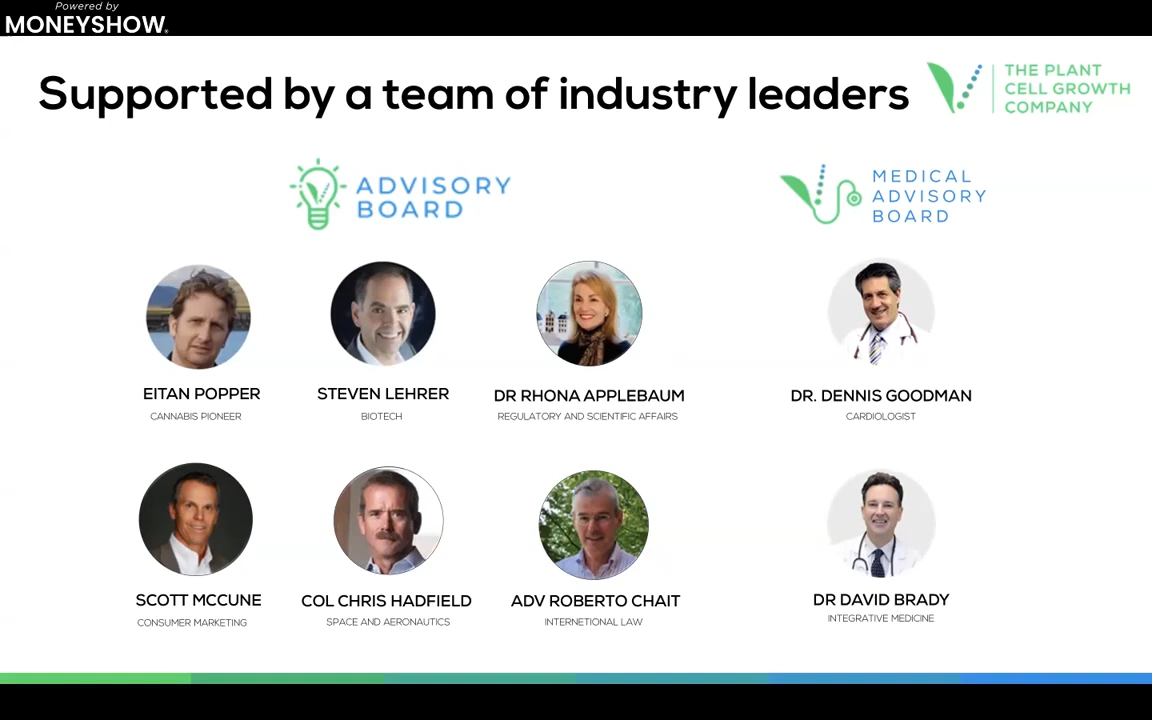 Powered by
MONEYSHOW®
Supported by a team of industry leaders
THE PLANT
CELL GROWTH
COMPANY
ADVISORY
BOARD
MEDICAL
ADVISORY
BOARD
EITAN POPPER
CANNABIS PIONEER
STEVEN LEHRER
BIOTECH
DR RHONA APPLEBAUM
REGULATORY AND SCIENTIFIC AFFAIRS
DR. DENNIS GOODMAN
CARDIOLOGIST
SCOTT MCCUNE
CONSUMER MARKETING
COL CHRIS HADFIELD
SPACE AND AERONAUTICS
ADV ROBERTO CHAIT
INTERNETIONAL LAW
DR DAVID BRADY
INTEGRATIVE MEDICINE